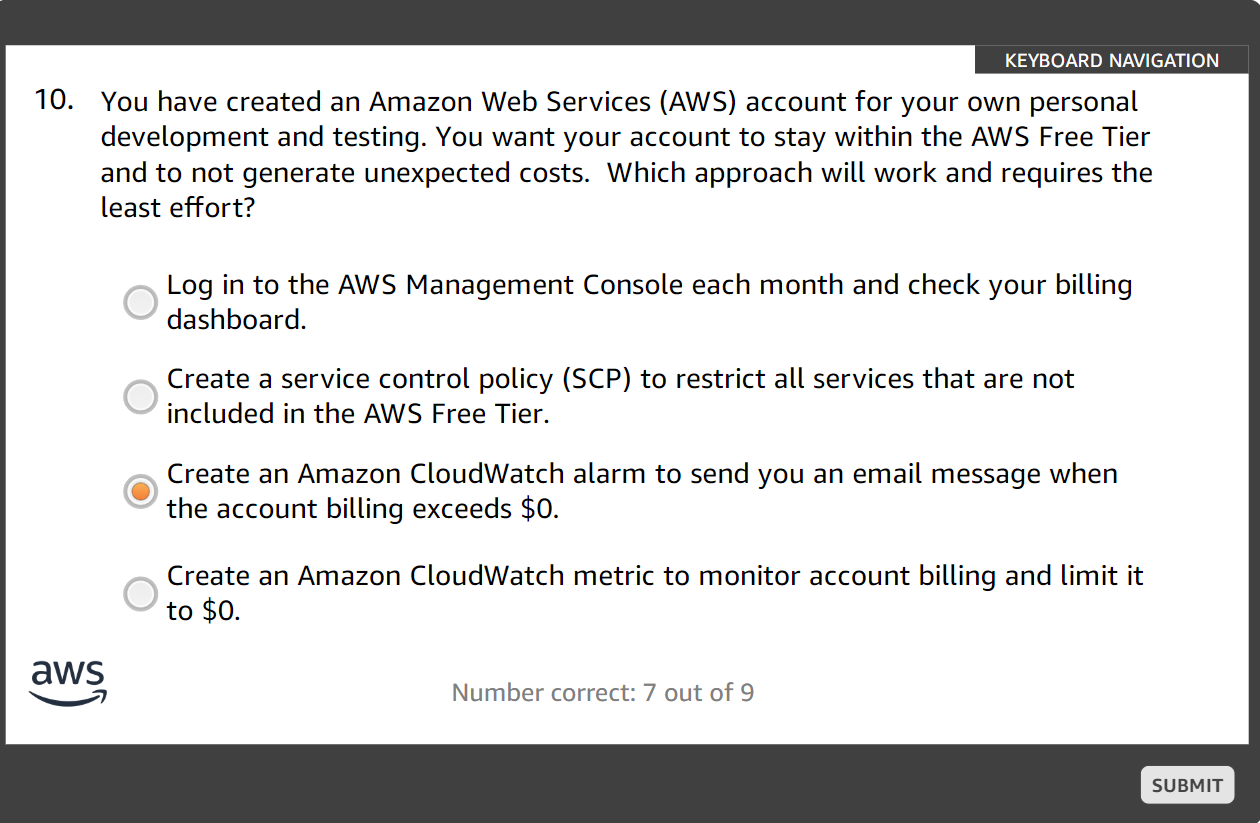 KEYBOARD NAVIGATION
10. You have created an Amazon Web Services (AWS) account for your own personal
development and testing. You want your account to stay within the AWS Free Tier
and to not generate unexpected costs.  Which approach will work and requires the
least effort?
Log in to the AWS Management Console each month and check your billing
dashboard.
Create a service control policy (SCP) to restrict all services that are not
included in the AWS Free Tier.
Create an Amazon CloudWatch alarm to send you an email message when
the account billing exceeds $0.
Create an Amazon CloudWatch metric to monitor account billing and limit it
to $0.
aws
Number correct: 7 out of 9
SUBMIT